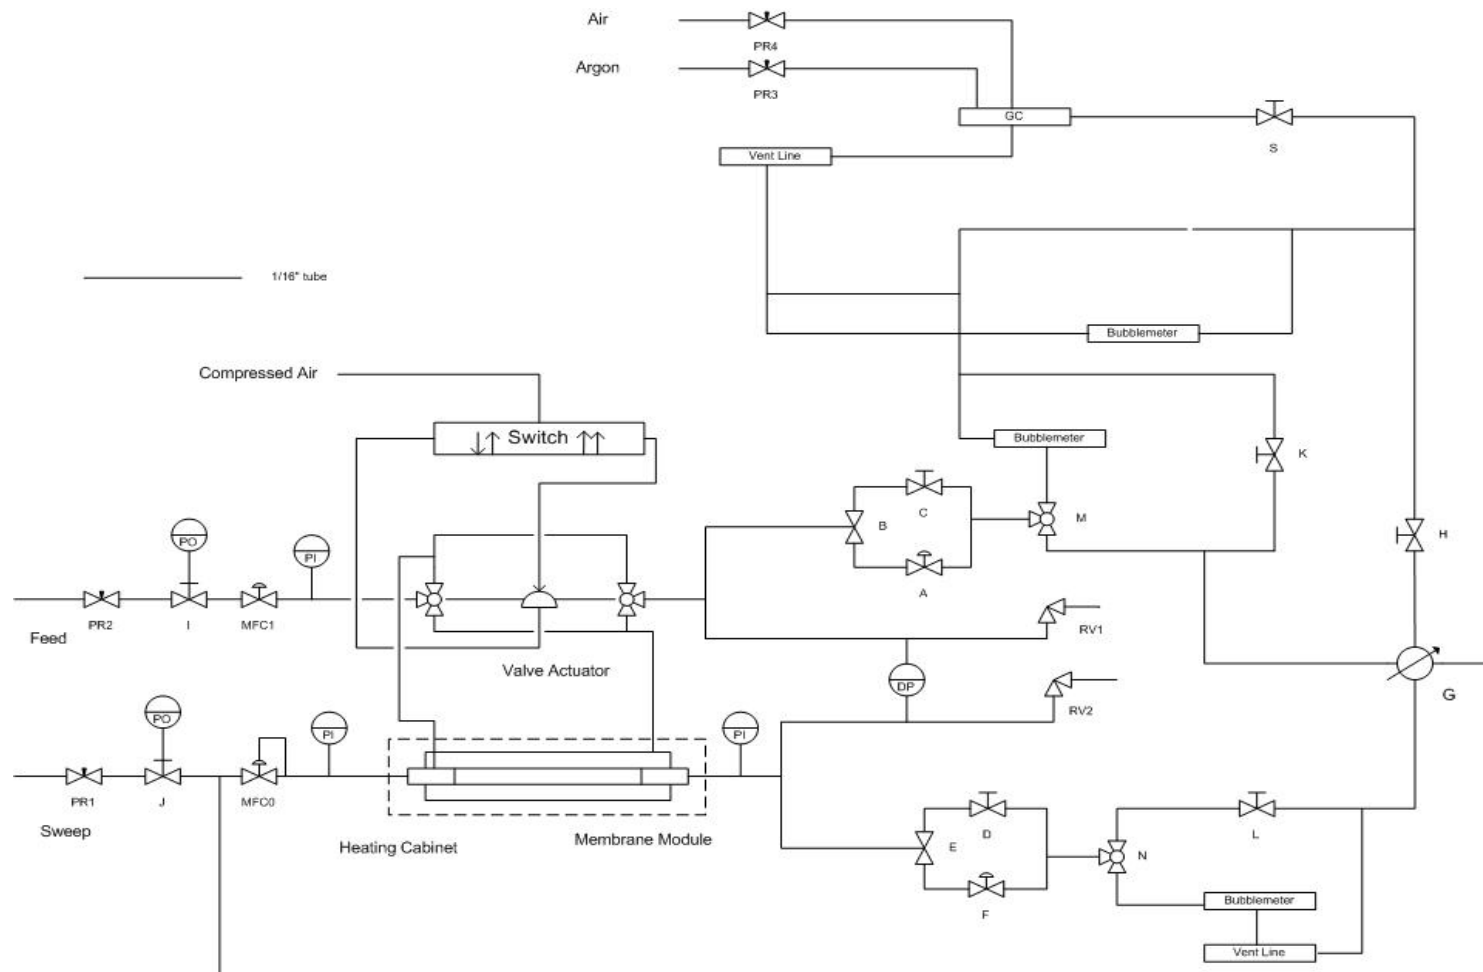 Air
PR4
Argon
PR3
GC
S
Vent Line
1/16" tube
Bubblemeter
Compressed Air
Switch
Bubblemeter
K
C
B
M
PO
PI
H
A
PR2
I
MFC1
Feed
RV1
Valve Actuator
DP
G
RV2
PO
PI
PI
PR1
J
MFC0
Sweep
Heating Cabinet
Membrane Module
D
L
E
N
F
Bubblemeter
Vent Line